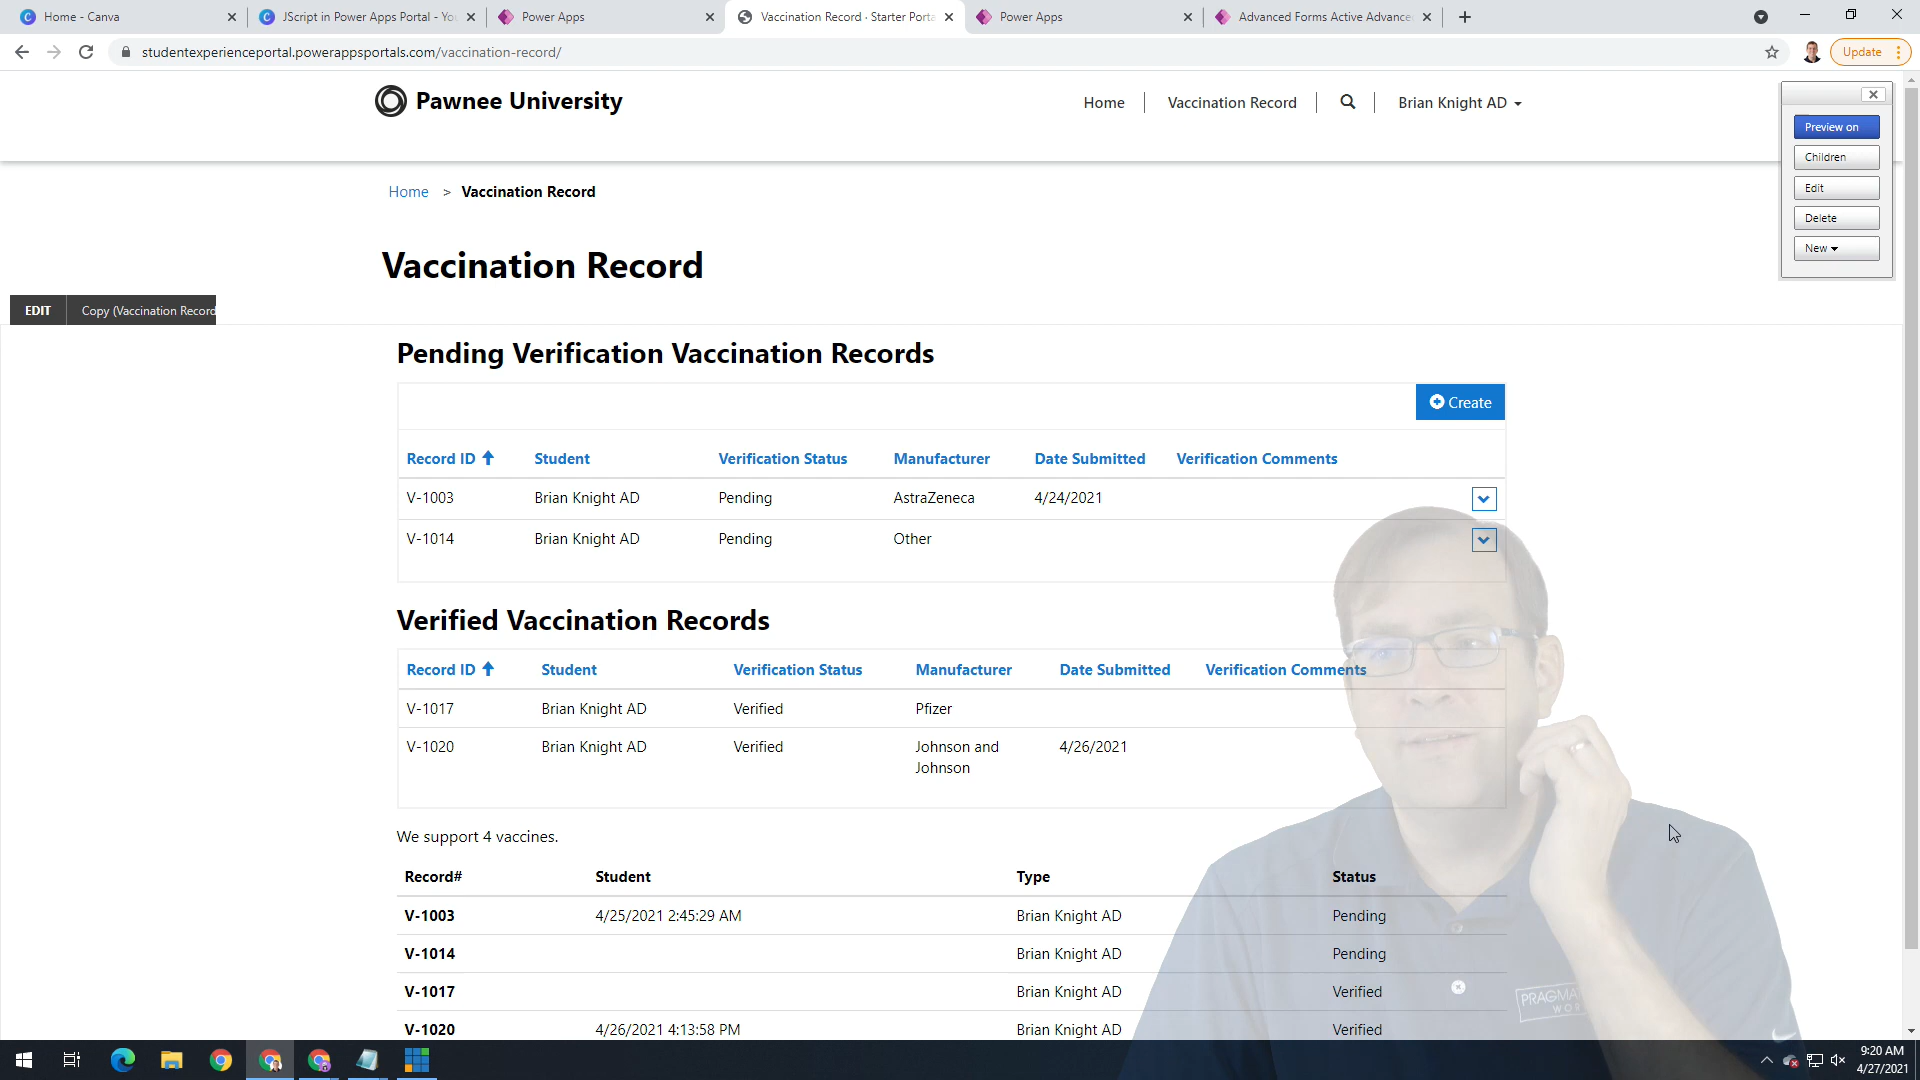 Home - Canva
JScript in Power Apps Portal - You
Power Apps
Vaccination Record · Starter Porta
Power Apps
Advanced Forms Active Advance
studentexperienceportal.powerappsportals.com/vaccination-record/
Update
Pawnee University
Home
Vaccination Record
Brian Knight AD
Preview on
Children
Edit
Delete
New
Home > Vaccination Record
Vaccination Record
EDIT
Copy (Vaccination Record
Pending Verification Vaccination Records
Create
Record ID Student Verification Status Manufacturer Date Submitted Verification Comments
V-1003 Brian Knight AD Pending AstraZeneca 4/24/2021
V-1014 Brian Knight AD Pending Other
Verified Vaccination Records
Record ID Student Verification Status Manufacturer Date Submitted Verification Comments
V-1017 Brian Knight AD Verified Pfizer
V-1020 Brian Knight AD Verified Johnson and 4/26/2021
Johnson
We support 4 vaccines.
Record# Student Type Status
V-1003 4/25/2021 2:45:29 AM Brian Knight AD Pending
V-1014 Brian Knight AD Pending
V-1017 Brian Knight AD Verified
V-1020 4/26/2021 4:13:58 PM Brian Knight AD Verified
9:20 AM
4/27/2021